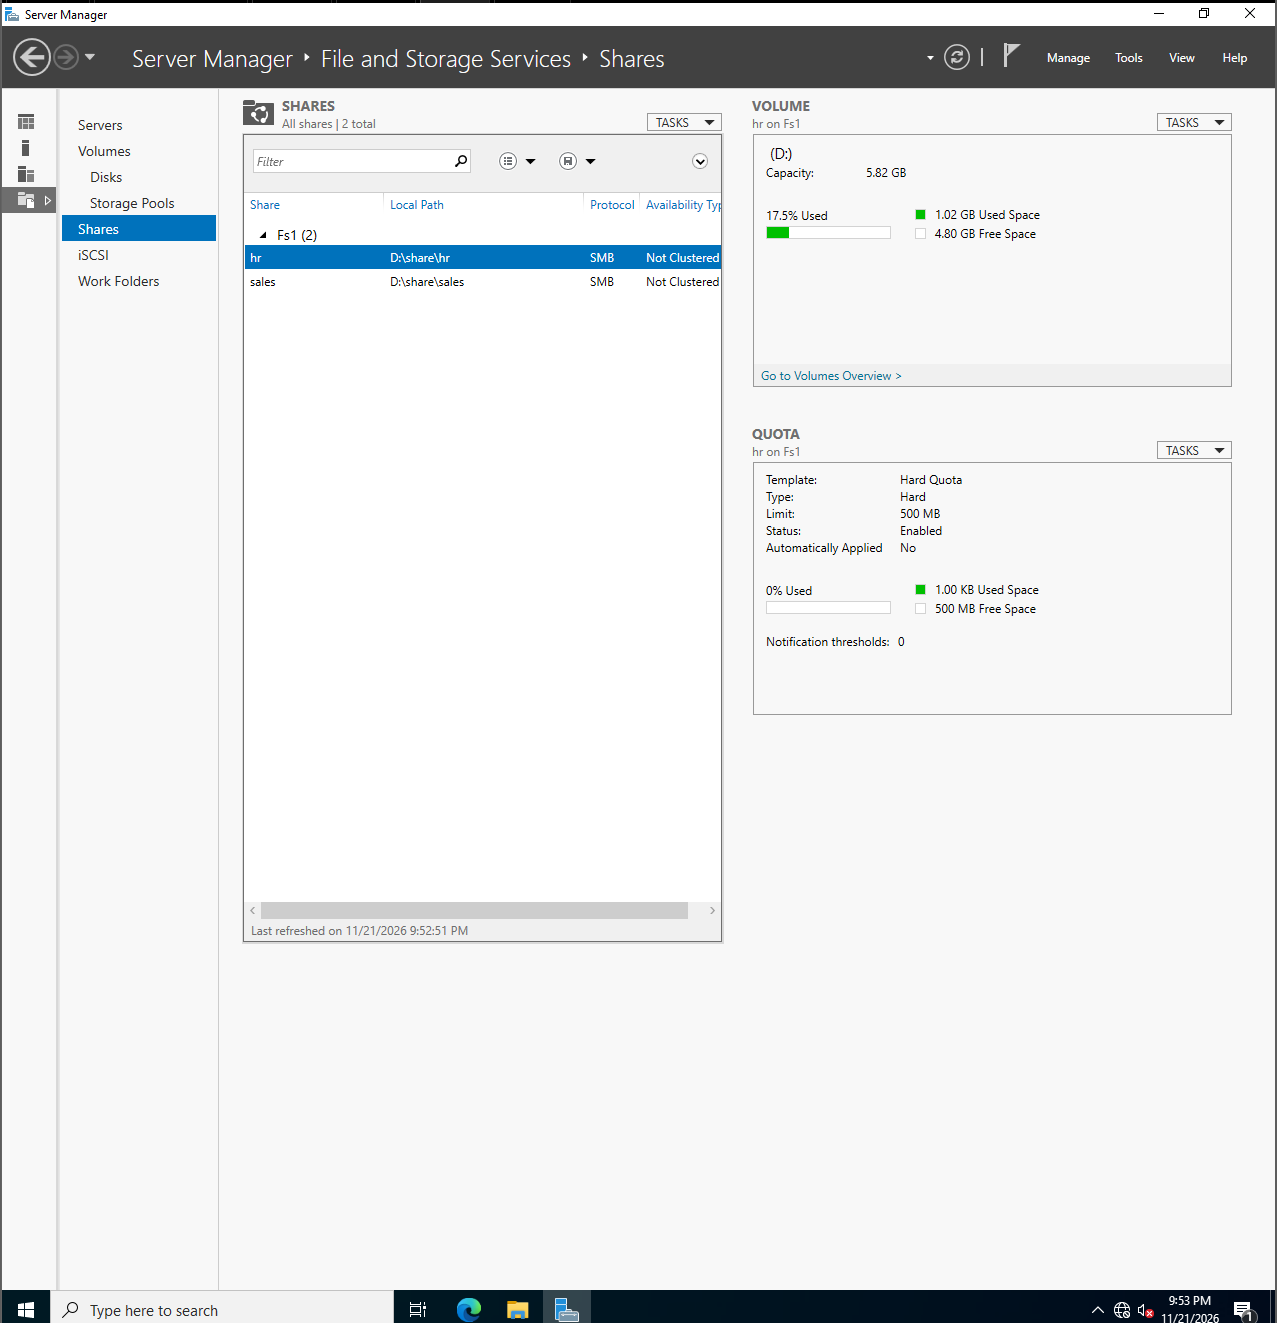 Server Manager
Server Manager ‣ File and Storage Services ‣ Shares
Manage Tools View Help
Servers
Volumes
Disks
Storage Pools
Shares
iSCSI
Work Folders
SHARES
All shares | 2 total
TASKS
Filter
Share Local Path Protocol Availability Typ
Fs1 (2)
hr D:\share\hr SMB Not Clustered
sales D:\share\sales SMB Not Clustered
Last refreshed on 11/21/2026 9:52:51 PM
VOLUME
hr on Fs1
TASKS
(D:)
Capacity: 5.82 GB
17.5% Used
1.02 GB Used Space
4.80 GB Free Space
Go to Volumes Overview >
QUOTA
hr on Fs1
TASKS
Template: Hard Quota
Type: Hard
Limit: 500 MB
Status: Enabled
Automatically Applied No
0% Used
1.00 KB Used Space
500 MB Free Space
Notification thresholds: 0
Type here to search
9:53 PM
11/21/2026
1